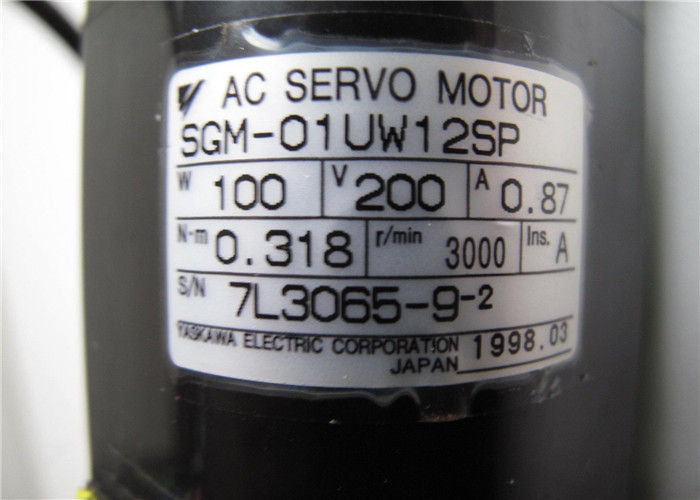 AC SERVO MOTOR
SGM-01UW12SP
W 100 V 200 A 0.87
N-m 0.318 r/min 3000 Ins. A
S/N 7L3065-9-2
YASKAWA ELECTRIC CORPORATION 1998.03
JAPAN